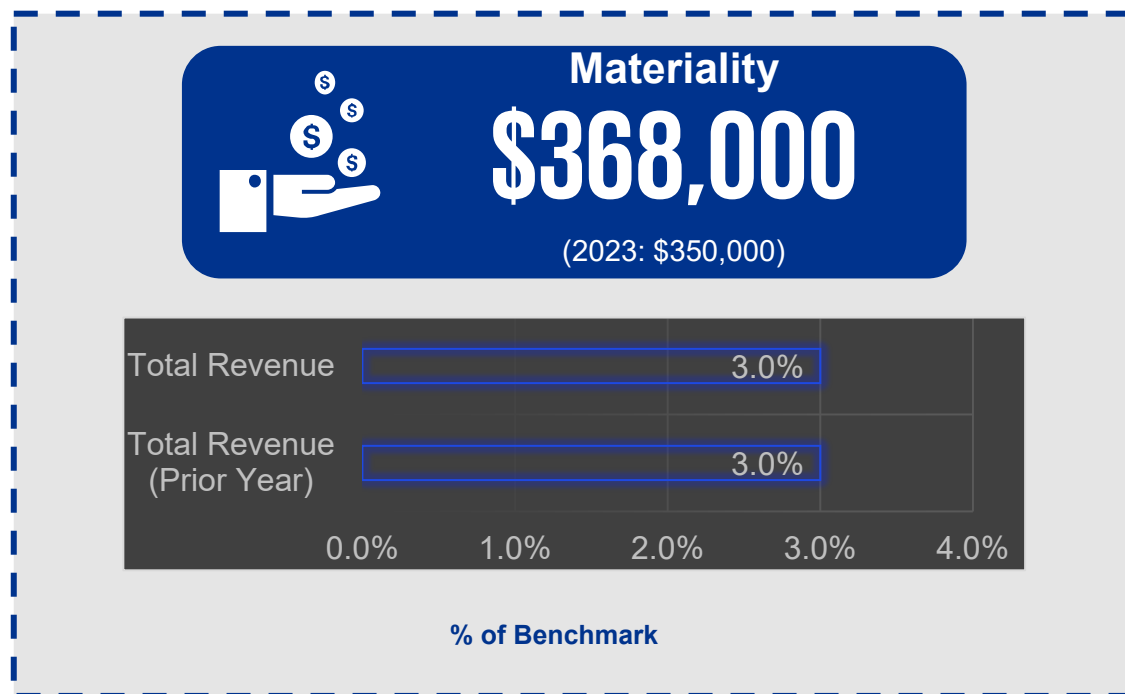 $
$
$
$
Materiality
$368,000
(2023: $350,000)
Total Revenue
3.0%
Total Revenue
(Prior Year)
3.0%
0.0% 1.0% 2.0% 3.0% 4.0%
% of Benchmark